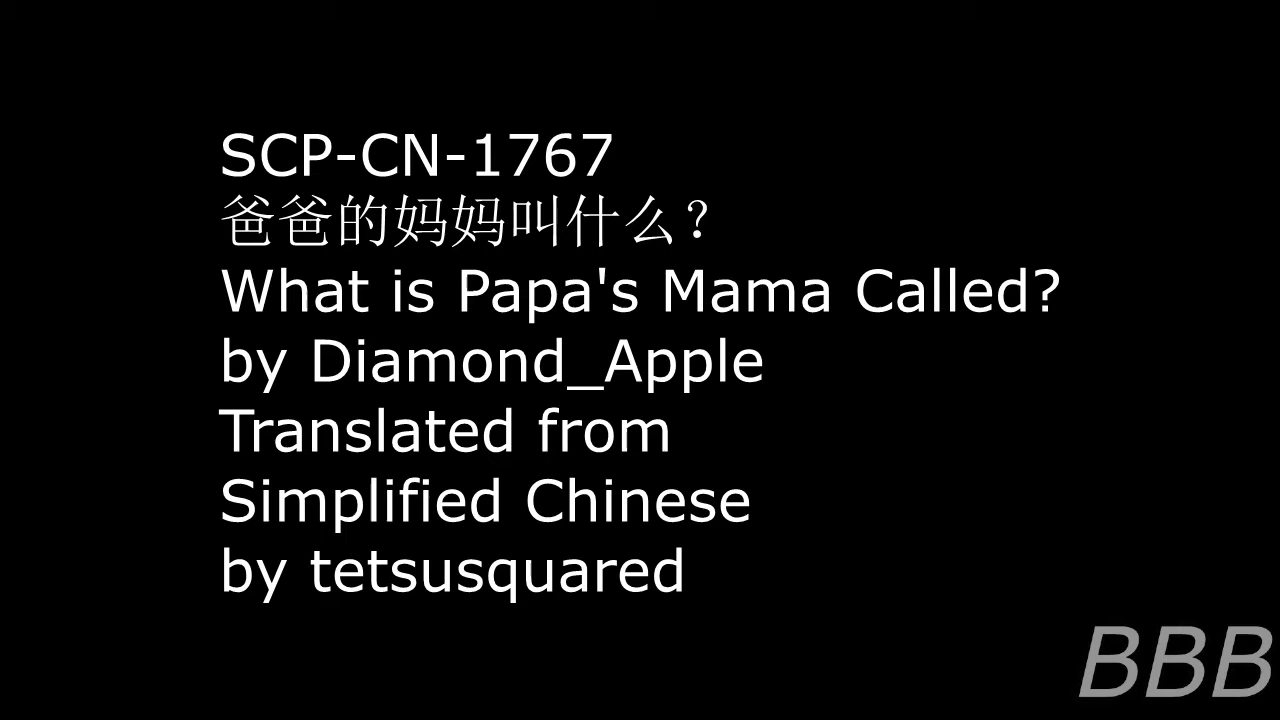 SCP-CN-1767
爸爸的妈妈叫什么？
What is Papa's Mama Called?
by Diamond_Apple
Translated from
Simplified Chinese
by tetsusquared
BBB